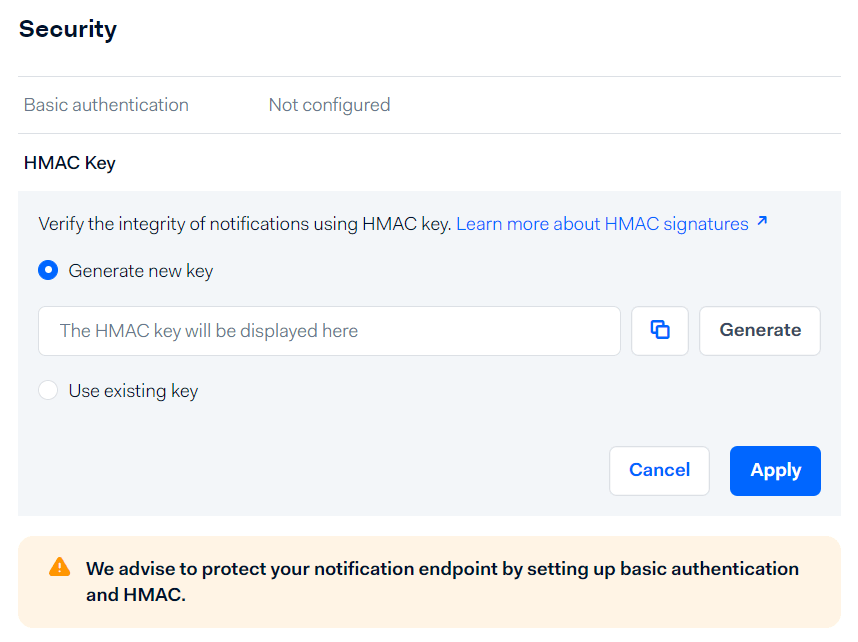 Security
Basic authentication Not configured
HMAC Key
Verify the integrity of notifications using HMAC key. Learn more about HMAC signatures
Generate new key
The HMAC key will be displayed here Generate
Use existing key
Cancel Apply
We advise to protect your notification endpoint by setting up basic authentication
and HMAC.